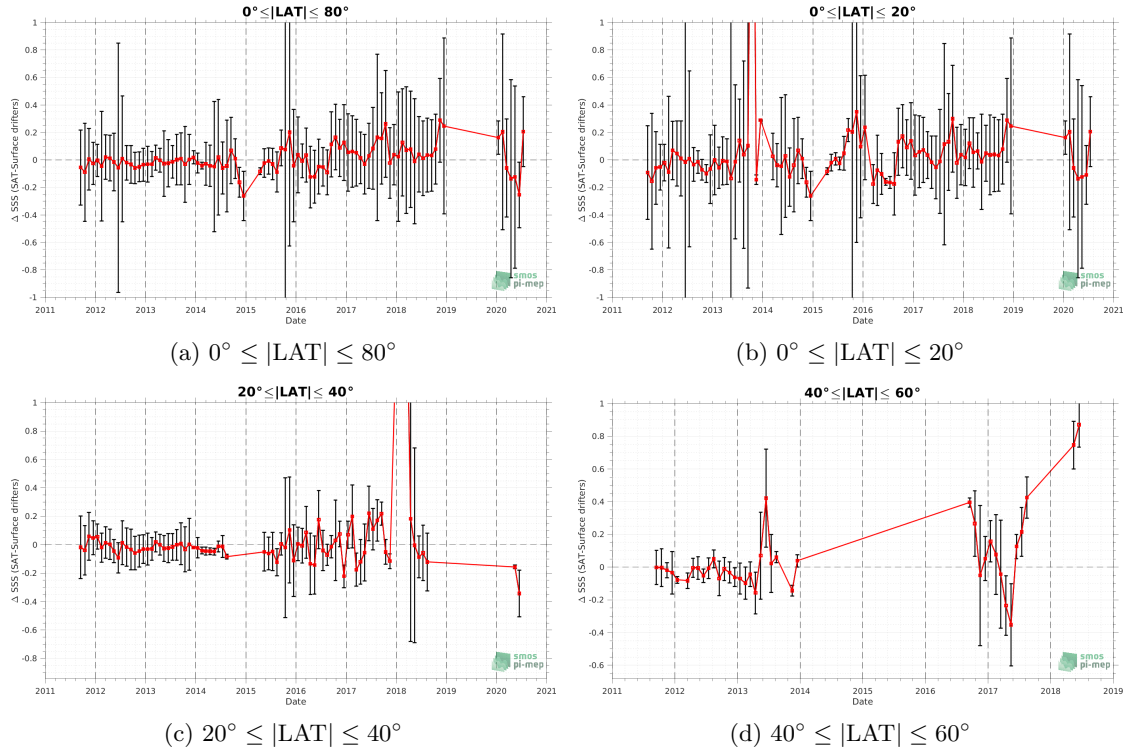 0°≤|LAT|≤ 80°
1
0.8
0.6
0.4
0.2
0
-0.2
-0.4
-0.6
-0.8
-1
Δ SSS (SAT-Surface drifters)
2011 2012 2013 2014 2015 2016 2017 2018 2019 2020 2021
Date
smos
pi-mep
(a) 0° ≤ |LAT| ≤ 80°
0°≤|LAT|≤ 20°
1
0.8
0.6
0.4
0.2
0
-0.2
-0.4
-0.6
-0.8
-1
Δ SSS (SAT-Surface drifters)
2011 2012 2013 2014 2015 2016 2017 2018 2019 2020 2021
Date
smos
pi-mep
(b) 0° ≤ |LAT| ≤ 20°
20°≤|LAT|≤ 40°
1
0.8
0.6
0.4
0.2
0
-0.2
-0.4
-0.6
-0.8
Δ SSS (SAT-Surface drifters)
2011 2012 2013 2014 2015 2016 2017 2018 2019 2020 2021
Date
smos
pi-mep
(c) 20° ≤ |LAT| ≤ 40°
40°≤|LAT|≤ 60°
1
0.8
0.6
0.4
0.2
0
-0.2
-0.4
-0.6
Δ SSS (SAT-Surface drifters)
2011 2012 2013 2014 2015 2016 2017 2018 2019
Date
smos
pi-mep
(d) 40° ≤ |LAT| ≤ 60°